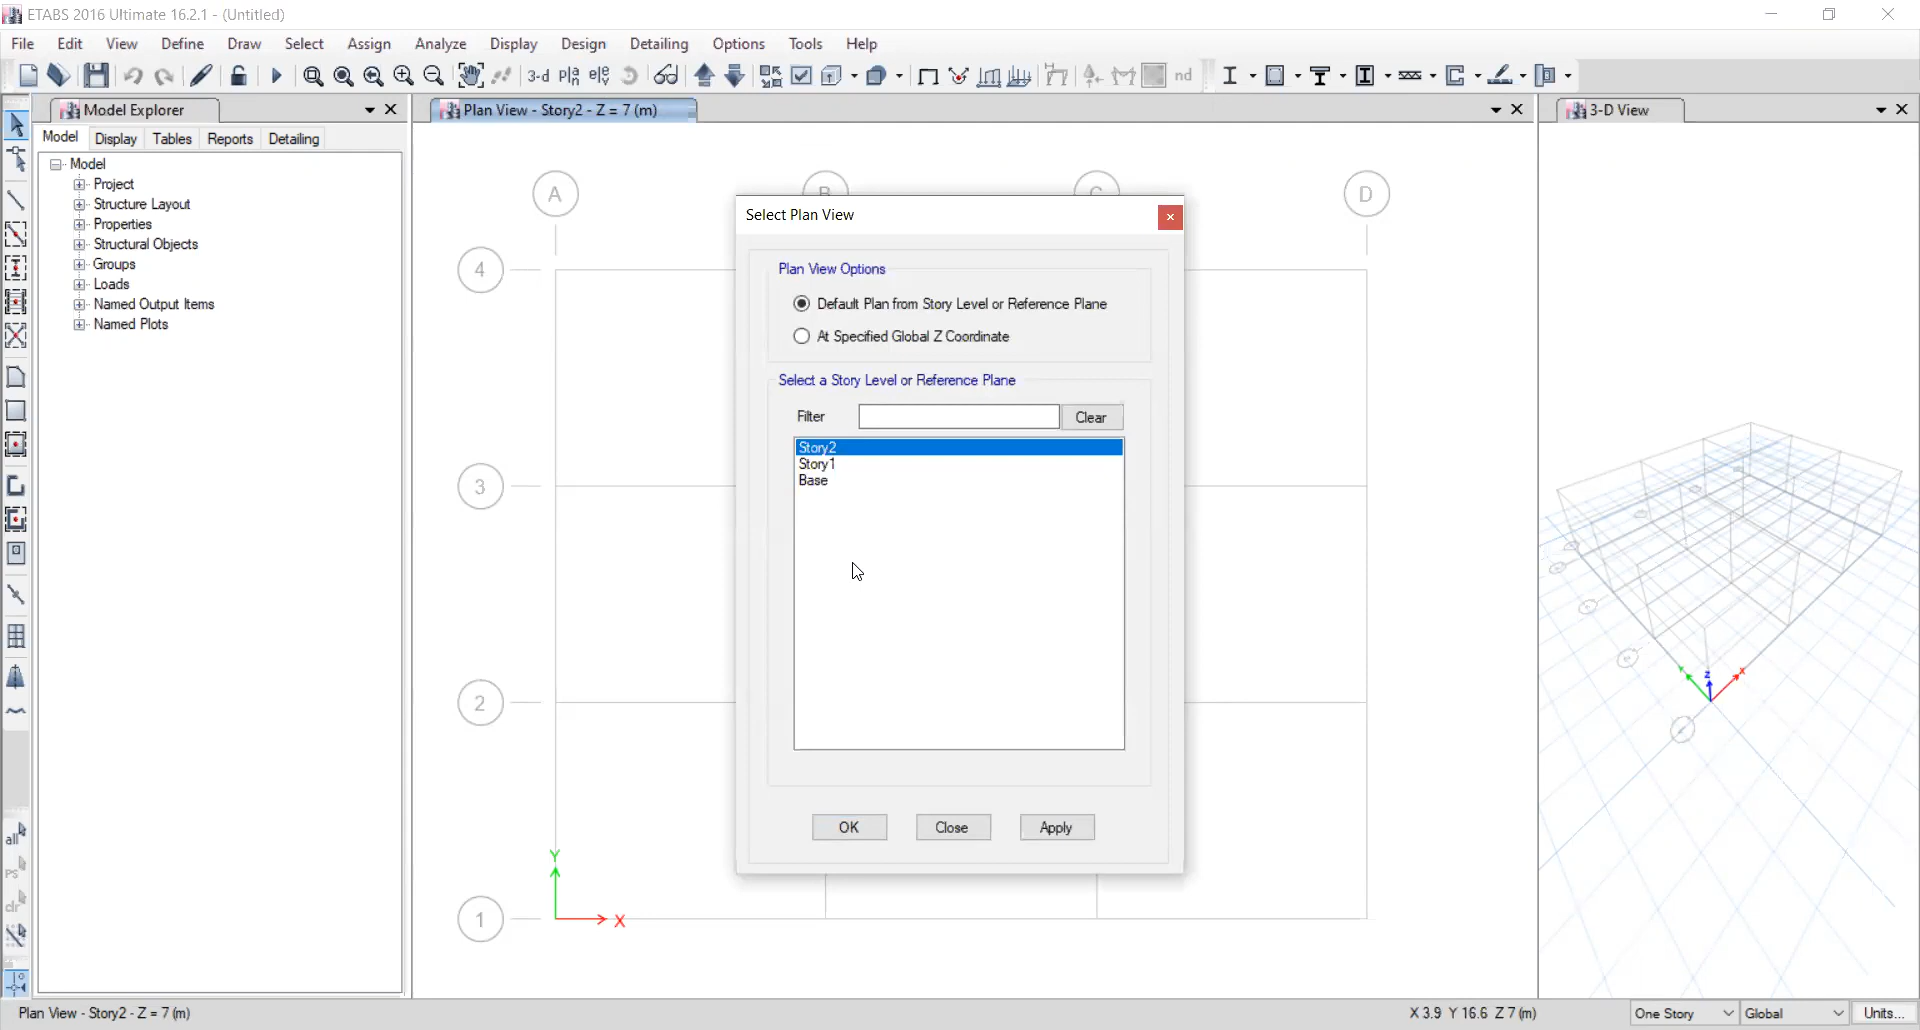 ETABS 2016 Ultimate 16.2.1 - (Untitled)
File Edit View Define Draw Select Assign Analyze Display Design Detailing Options Tools Help
3-d nd
Model Explorer
Plan View - Story2 - Z = 7 (m)
3-D View
Model Display Tables Reports Detailing
Model
Project
Structure Layout
Properties
Structural Objects
Groups
Loads
Named Output Items
Named Plots
A B C D
4
3
2
1
Y
X
Select Plan View
Plan View Options
Default Plan from Story Level or Reference Plane
At Specified Global Z Coordinate
Select a Story Level or Reference Plane
Filter Clear
Story2
Story1
Base
OK Close Apply
Y Z X
all
ps
clr
Plan View - Story2 - Z = 7 (m)
X 3.9 Y 16.6 Z 7 (m)
One Story Global Units...